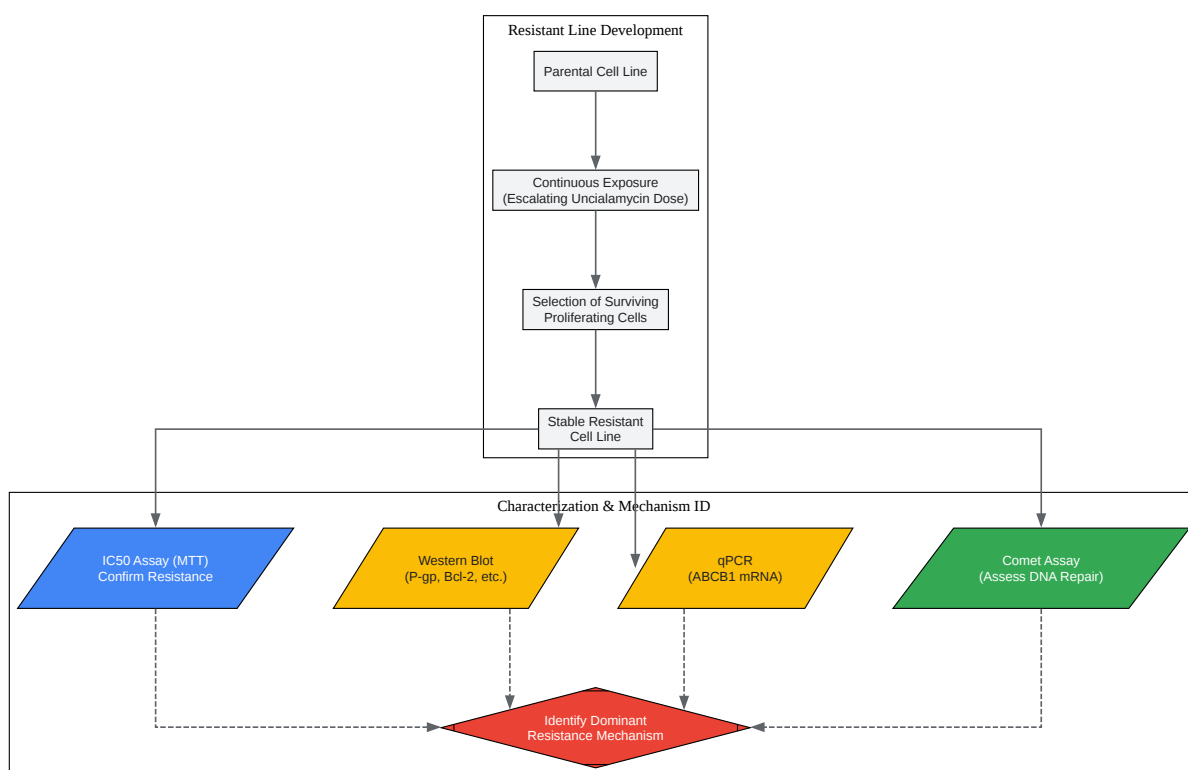 Resistant Line Development
Parental Cell Line
Continuous Exposure
(Escalating Uncialamycin Dose)
Selection of Surviving
Proliferating Cells
Stable Resistant
Cell Line
Characterization & Mechanism ID
IC50 Assay (MTT)
Confirm Resistance
Western Blot
(P-gp, Bcl-2, etc.)
qPCR
(ABCB1 mRNA)
Comet Assay
(Assess DNA Repair)
Identify Dominant
Resistance Mechanism